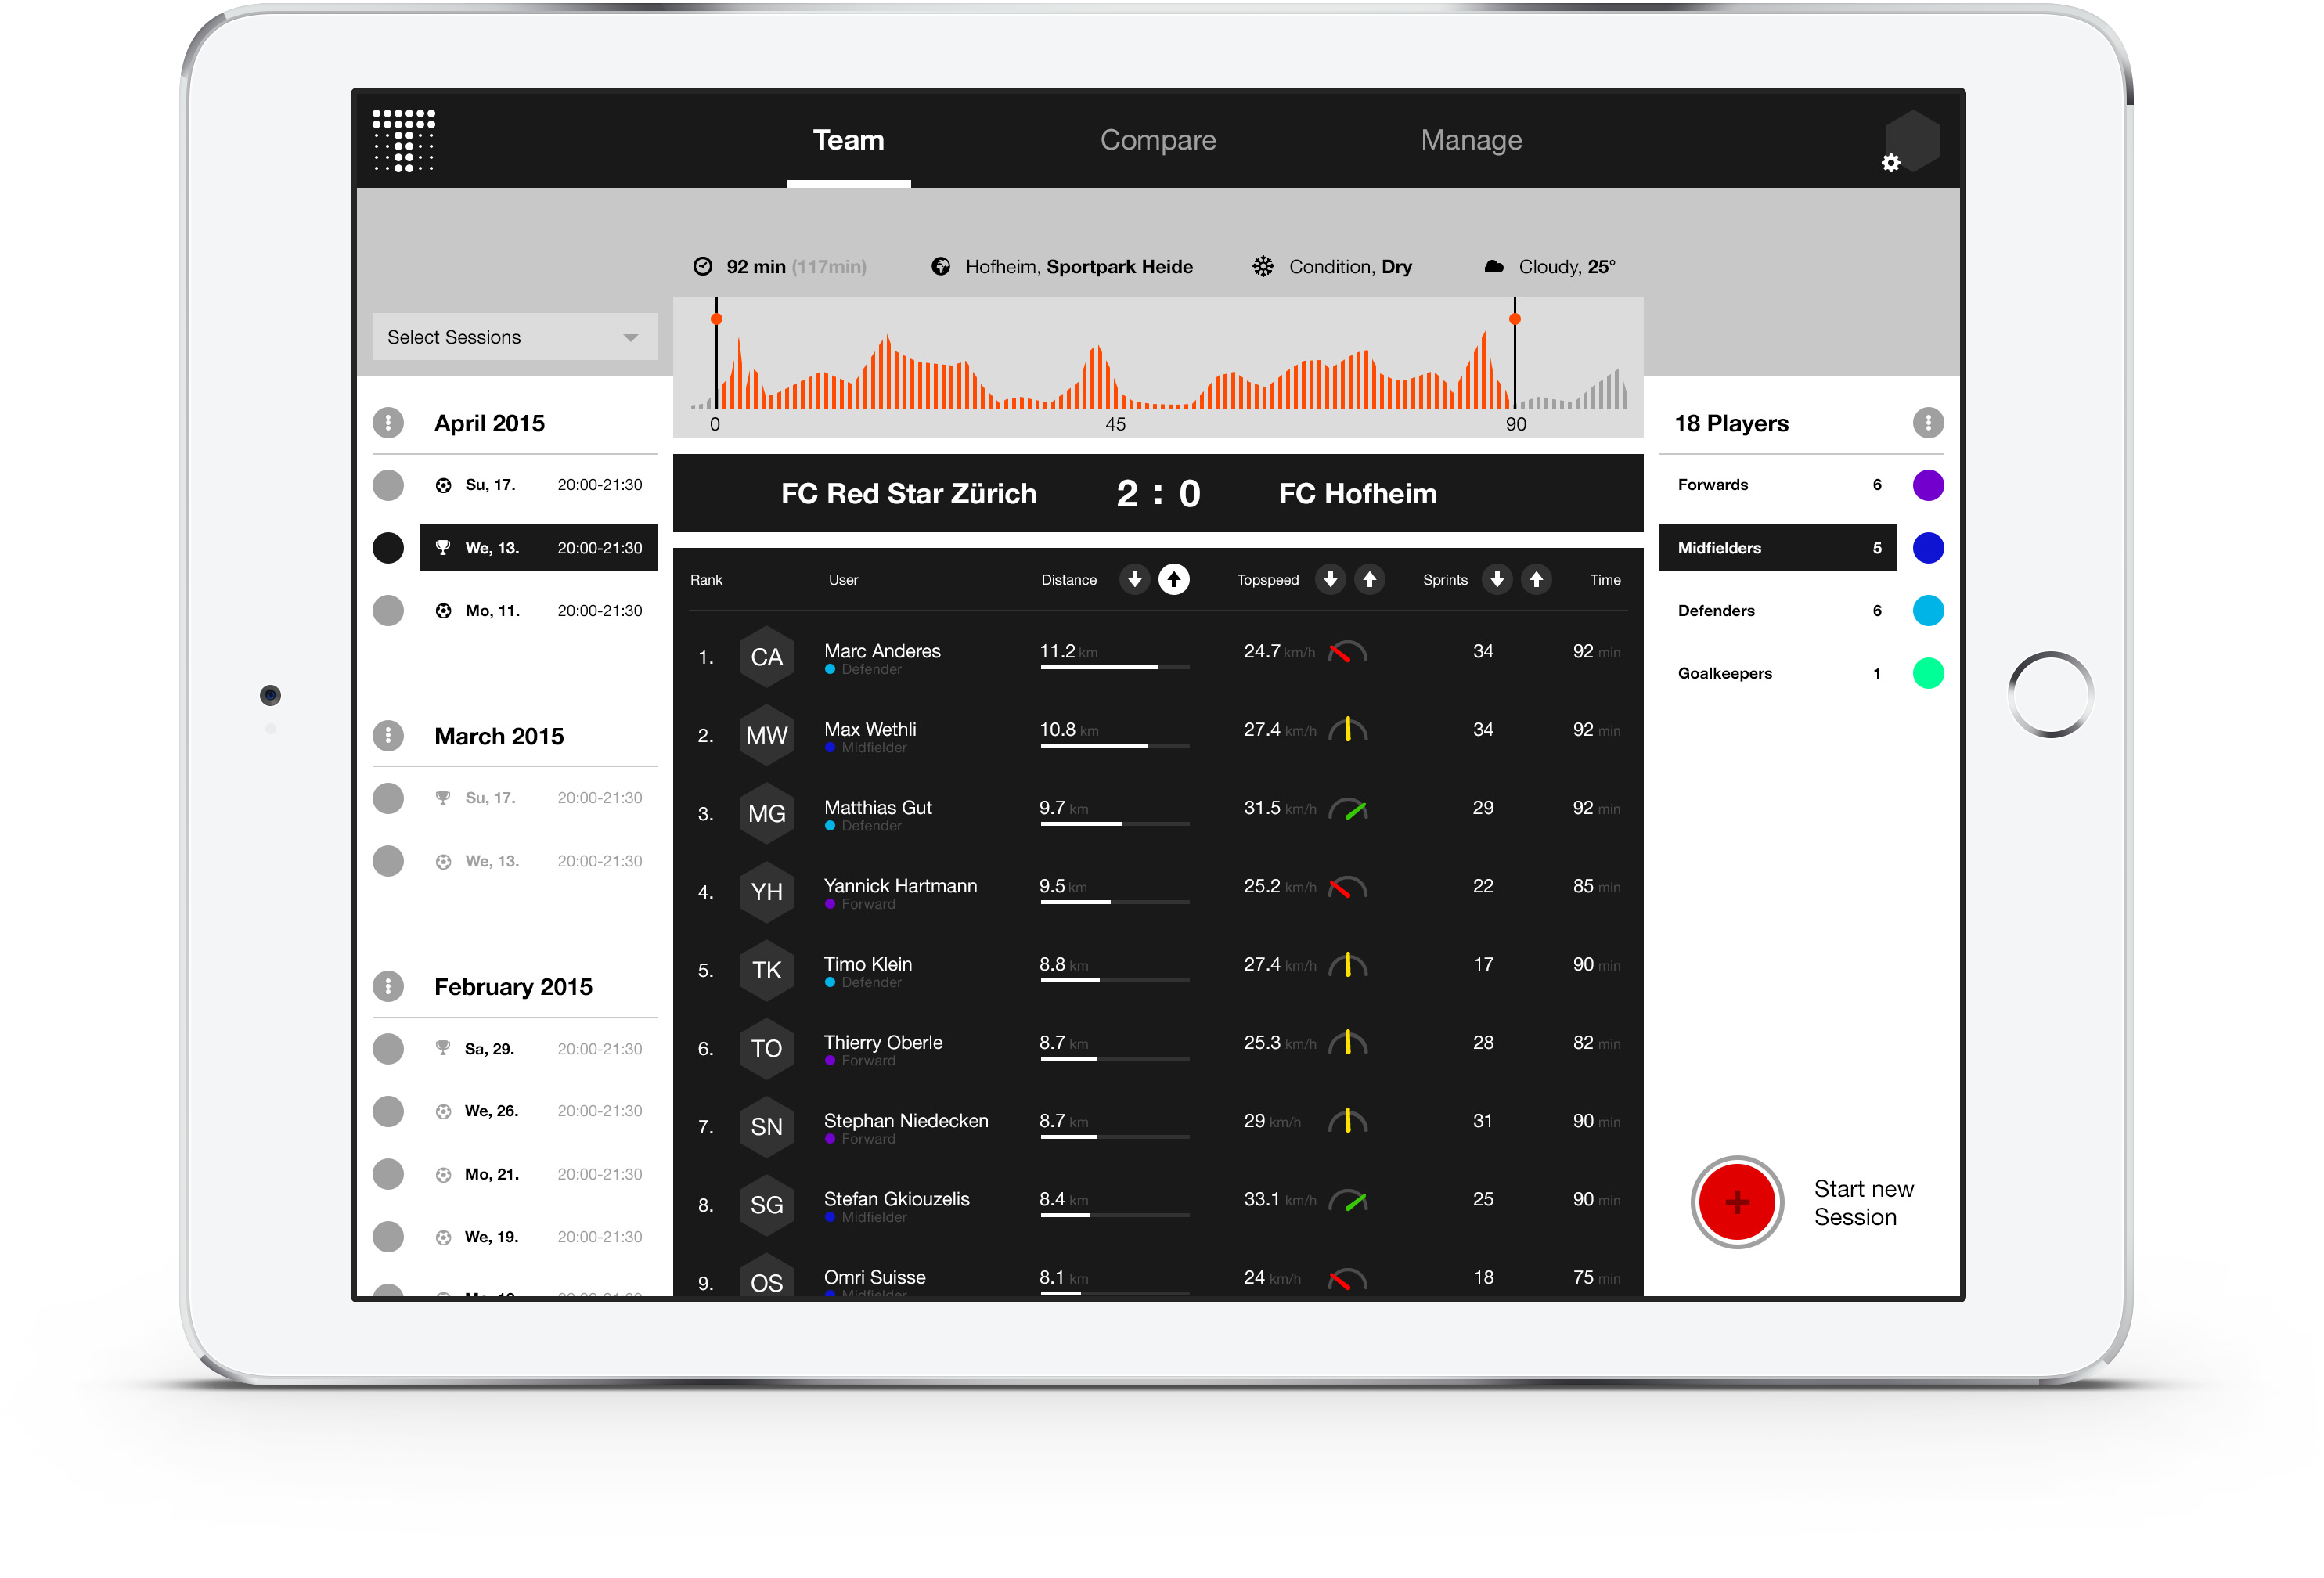 Team
Compare
Manage
92 min (117min)
Hofheim, Sportpark Heide
Condition, Dry
Cloudy, 25°
Select Sessions
0
45
90
April 2015
Su, 17. 20:00-21:30
We, 13. 20:00-21:30
Mo, 11. 20:00-21:30
March 2015
Su, 17. 20:00-21:30
We, 13. 20:00-21:30
February 2015
Sa, 29. 20:00-21:30
We, 26. 20:00-21:30
Mo, 21. 20:00-21:30
We, 19. 20:00-21:30
FC Red Star Zürich 2 : 0 FC Hofheim
Rank User Distance Topspeed Sprints Time
1. CA Marc Anderes 11.2 km 24.7 km/h 34 92 min
Defender
2. MW Max Wethli 10.8 km 27.4 km/h 34 92 min
Midfielder
3. MG Matthias Gut 9.7 km 31.5 km/h 29 92 min
Defender
4. YH Yannick Hartmann 9.5 km 25.2 km/h 22 85 min
Forward
5. TK Timo Klein 8.8 km 27.4 km/h 17 90 min
Defender
6. TO Thierry Oberle 8.7 km 25.3 km/h 28 82 min
Forward
7. SN Stephan Niedecken 8.7 km 29 km/h 31 90 min
Forward
8. SG Stefan Gkiouzelis 8.4 km 33.1 km/h 25 90 min
Midfielder
9. OS Omri Suisse 8.1 km 24 km/h 18 75 min
Midfielder
18 Players
Forwards 6
Midfielders 5
Defenders 6
Goalkeepers 1
Start new
Session